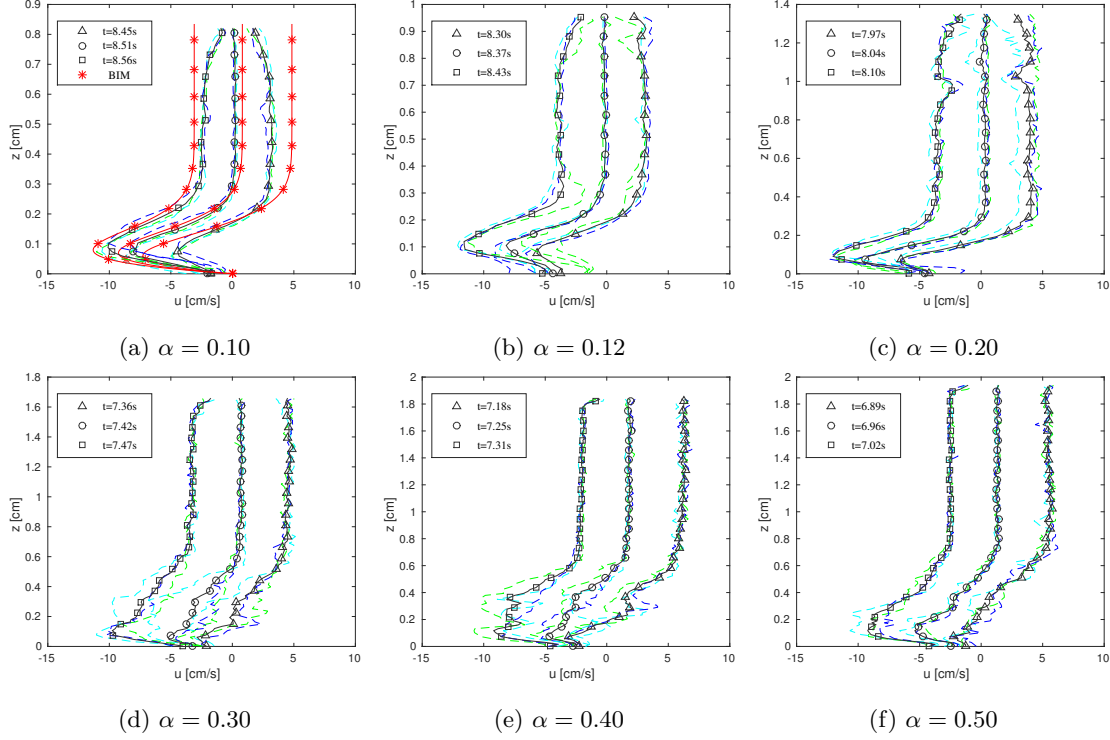 0.9
0.8
0.7
0.6
0.5
0.4
0.3
0.2
0.1
0
z [cm]
-15 -10 -5 0 5 10
u [cm/s]
t=8.45s
t=8.51s
t=8.56s
BIM
(a) α = 0.10
1
0.9
0.8
0.7
0.6
0.5
0.4
0.3
0.2
0.1
0
z [cm]
-15 -10 -5 0 5 10
u [cm/s]
t=8.30s
t=8.37s
t=8.43s
(b) α = 0.12
1.4
1.2
1
0.8
0.6
0.4
0.2
0
z [cm]
-15 -10 -5 0 5 10
u [cm/s]
t=7.97s
t=8.04s
t=8.10s
(c) α = 0.20
1.8
1.6
1.4
1.2
1
0.8
0.6
0.4
0.2
0
z [cm]
-15 -10 -5 0 5 10
u [cm/s]
t=7.36s
t=7.42s
t=7.47s
(d) α = 0.30
2
1.8
1.6
1.4
1.2
1
0.8
0.6
0.4
0.2
0
z [cm]
-15 -10 -5 0 5 10
u [cm/s]
t=7.18s
t=7.25s
t=7.31s
(e) α = 0.40
2
1.8
1.6
1.4
1.2
1
0.8
0.6
0.4
0.2
0
z [cm]
-15 -10 -5 0 5 10
u [cm/s]
t=6.89s
t=6.96s
t=7.02s
(f) α = 0.50